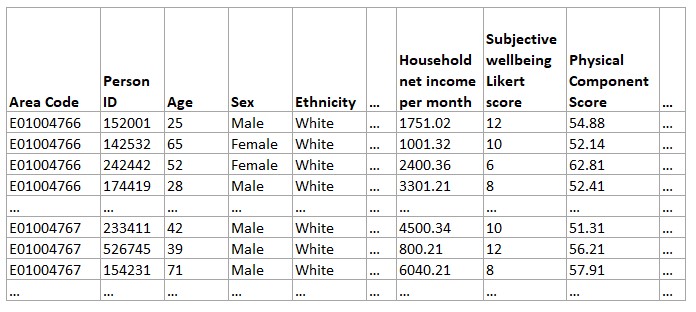 Area Code Person ID Age Sex Ethnicity ... Household net income per month Subjective wellbeing Likert score Physical Component Score ...
E01004766 152001 25 Male White ... 1751.02 12 54.88 ...
E01004766 142532 65 Female White ... 1001.32 10 52.14 ...
E01004766 242442 52 Female White ... 2400.36 6 62.81 ...
E01004766 174419 28 Male White ... 3301.21 8 52.41 ...
... ... ... ... ... ... ... ... ... ...
E01004767 233411 42 Male White ... 4500.34 10 51.31 ...
E01004767 526745 39 Male White ... 800.21 12 56.21 ...
E01004767 154231 71 Male White ... 6040.21 8 57.91 ...
... ... ... ... ... ... ... ... ... ...